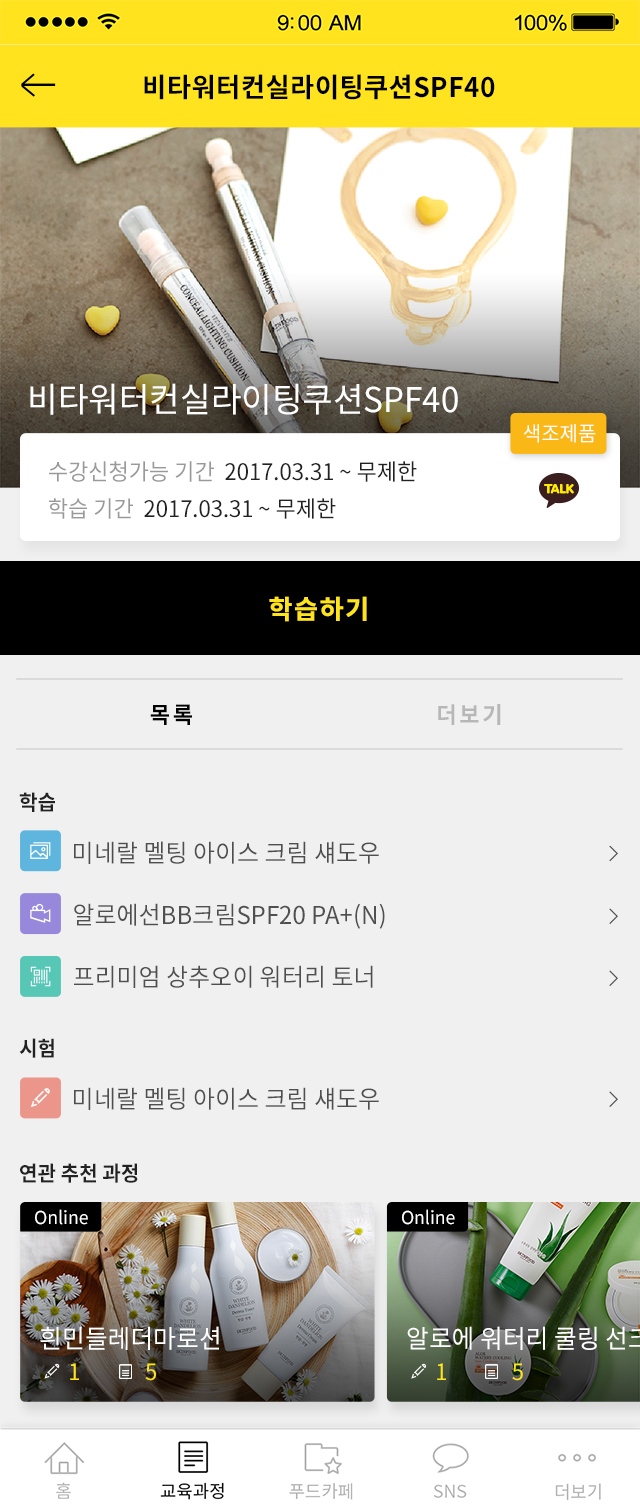 9:00 AM
100%
비타워터컨실라이팅쿠션SPF40
CONCEAL LIGHTING CUSHION
비타워터컨실라이팅쿠션SPF40
색조제품
수강신청가능 기간 2017.03.31 ~ 무제한
TALK
학습 기간 2017.03.31 ~ 무제한
학습하기
목록
더보기
학습
미네랄 멜팅 아이스 크림 섀도우
알로에선BB크림SPF20 PA+(N)
프리미엄 상추오이 워터리 토너
시험
미네랄 멜팅 아이스 크림 섀도우
연관 추천 과정
Online
WHITE DANDELION
흰민들레더마로션
1
5
Online
알로에 워터리 쿨링 선크
1
5
홈
교육과정
푸드카페
SNS
더보기